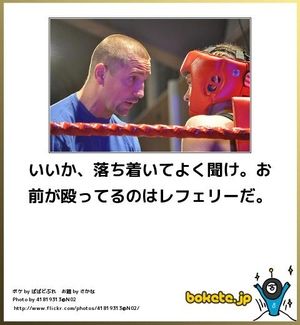 いいか、落ち着いてよく聞け。お
前が殴ってるのはレフェリーだ。
ボケ by ぱぱどぷれ お題 by さかな
Photo by 41819313@N02
http://www.flickr.com/photos/41819313@N02/
bokete.jp